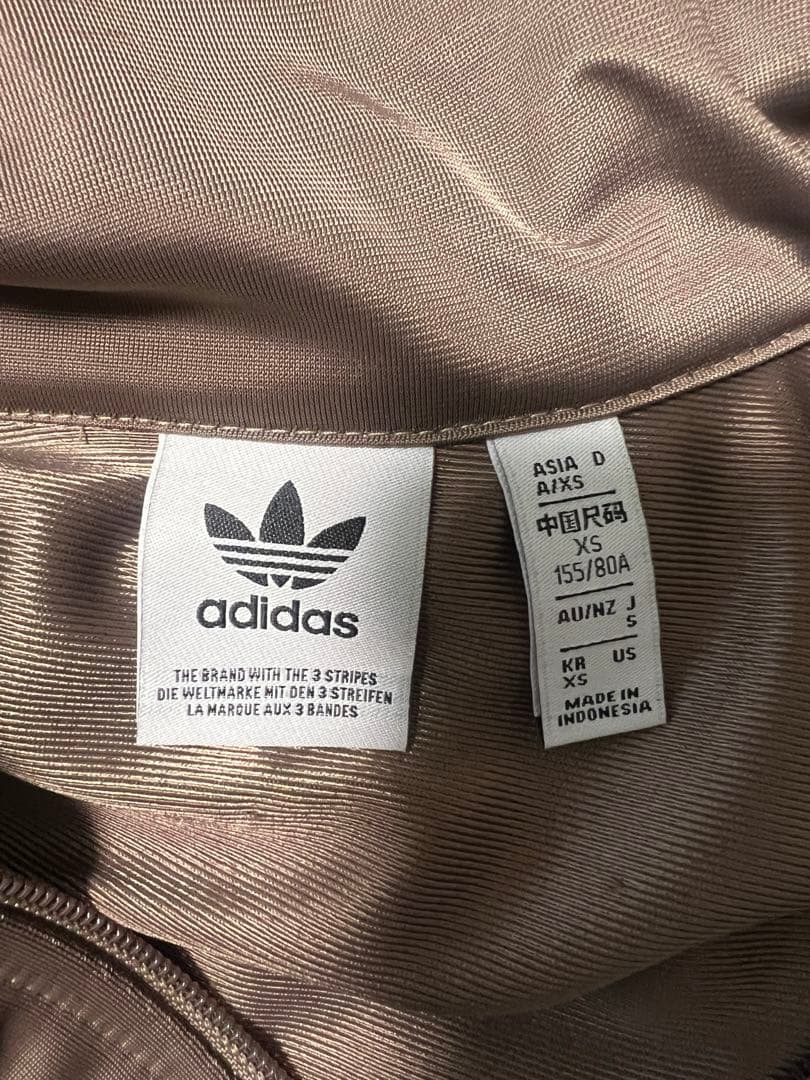 adidas
THE BRAND WITH THE 3 STRIPES
DIE WELTMARKE MIT DEN 3 STREIFEN
LA MARQUE AUX 3 BANDES
ASIA D
A/XS
中国尺码
XS
155/80A
AU/NZ J
S
KR US
XS
MADE IN
INDONESIA